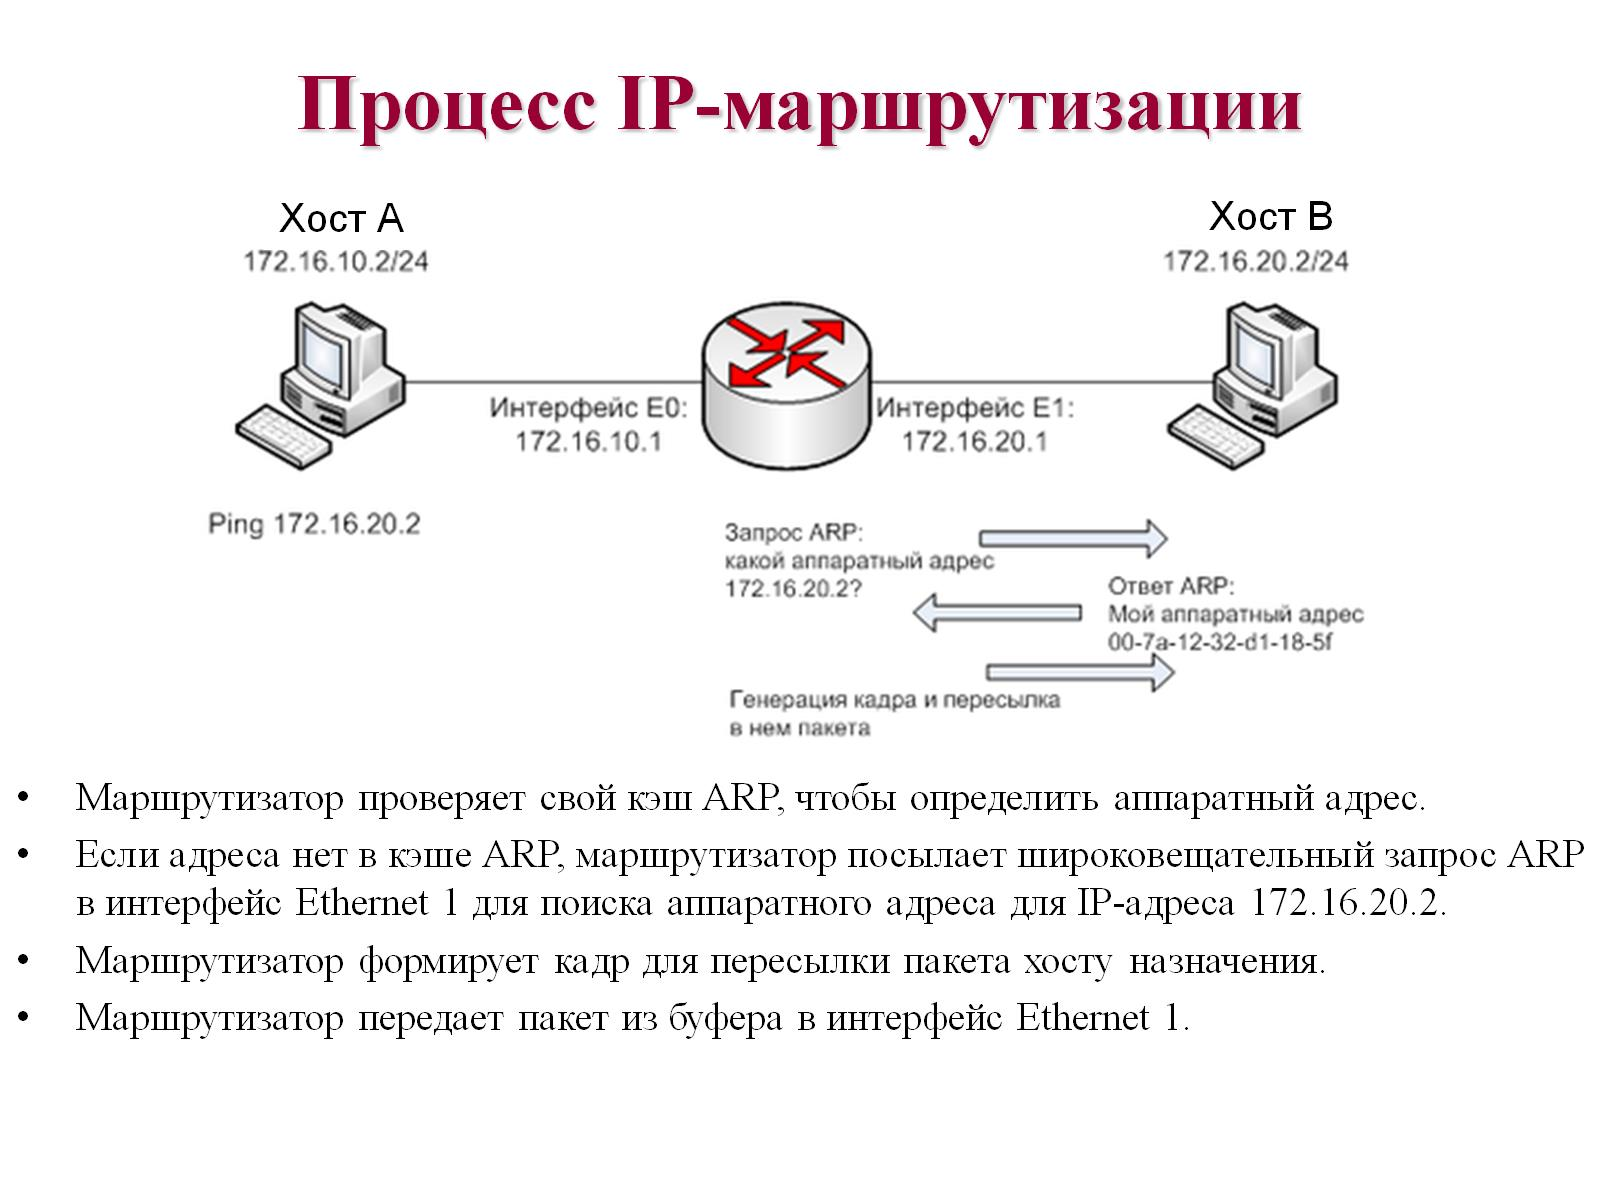 Процесс IP-маршрутизации
Хост A
172.16.10.2/24
Хост B
172.16.20.2/24
Интерфейс E0:
172.16.10.1
Интерфейс E1:
172.16.20.1
Ping 172.16.20.2
Запрос ARP:
какой аппаратный адрес
172.16.20.2?
Ответ ARP:
Мой аппаратный адрес
00-7a-12-32-d1-18-5f
Генерация кадра и пересылка
в нем пакета
• Маршрутизатор проверяет свой кэш ARP, чтобы определить аппаратный адрес.
• Если адреса нет в кэше ARP, маршрутизатор посылает широковещательный запрос ARP
в интерфейс Ethernet 1 для поиска аппаратного адреса для IP-адреса 172.16.20.2.
• Маршрутизатор формирует кадр для пересылки пакета хосту назначения.
• Маршрутизатор передает пакет из буфера в интерфейс Ethernet 1.